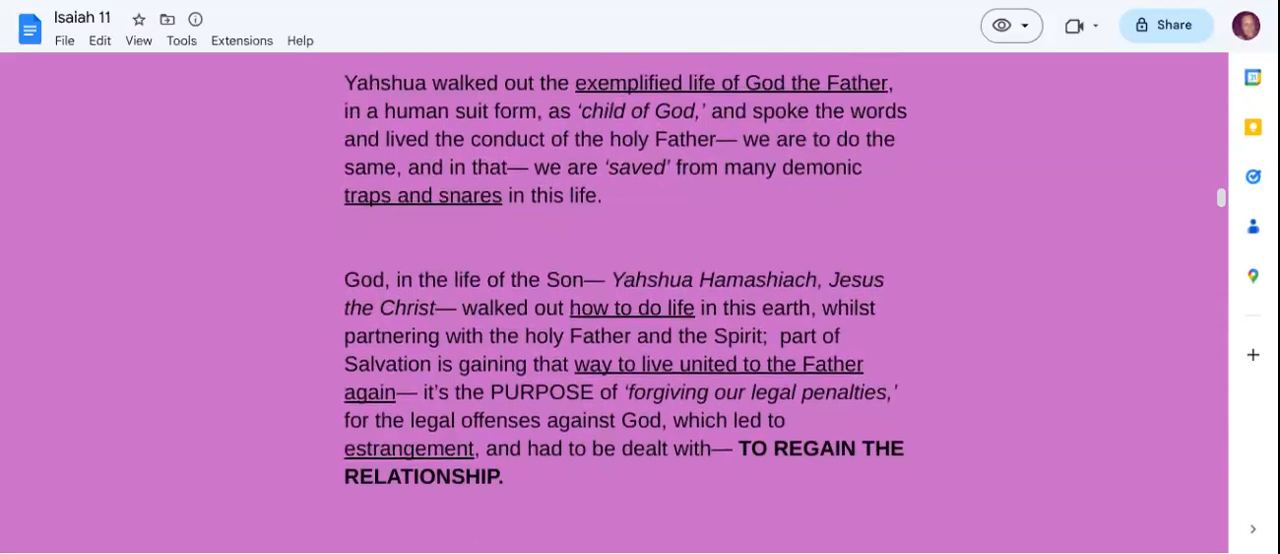 Isaiah 11
File Edit View Tools Extensions Help
Share
Yahshua walked out the exemplified life of God the Father,
in a human suit form, as ‘child of God,’ and spoke the words
and lived the conduct of the holy Father— we are to do the
same, and in that— we are ‘saved’ from many demonic
traps and snares in this life.
God, in the life of the Son— Yahshua Hamashiach, Jesus
the Christ— walked out how to do life in this earth, whilst
partnering with the holy Father and the Spirit;  part of
Salvation is gaining that way to live united to the Father
again— it’s the PURPOSE of ‘forgiving our legal penalties,’
for the legal offenses against God, which led to
estrangement, and had to be dealt with— TO REGAIN THE
RELATIONSHIP.